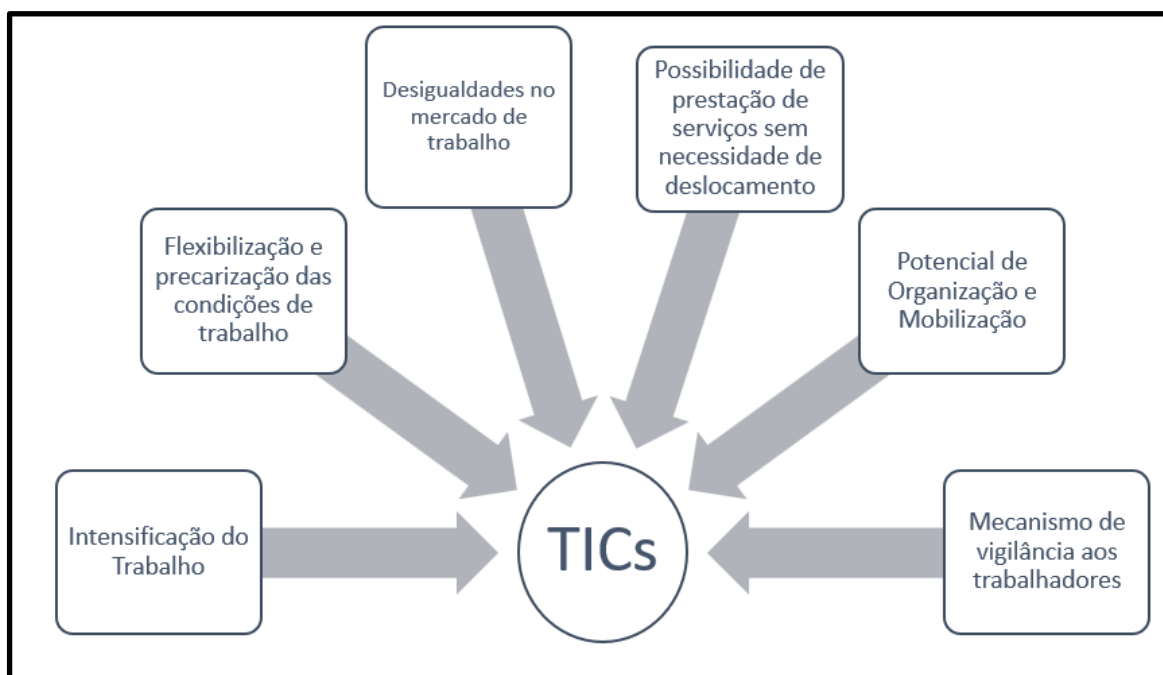 Desigualdades no
mercado de
trabalho
Possibilidade de
prestação de
serviços sem
necessidade de
deslocamento
Flexibilização e
precarização das
condições de
trabalho
Potencial de
Organização e
Mobilização
Intensificação do
Trabalho
TICs
Mecanismo de
vigilância aos
trabalhadores